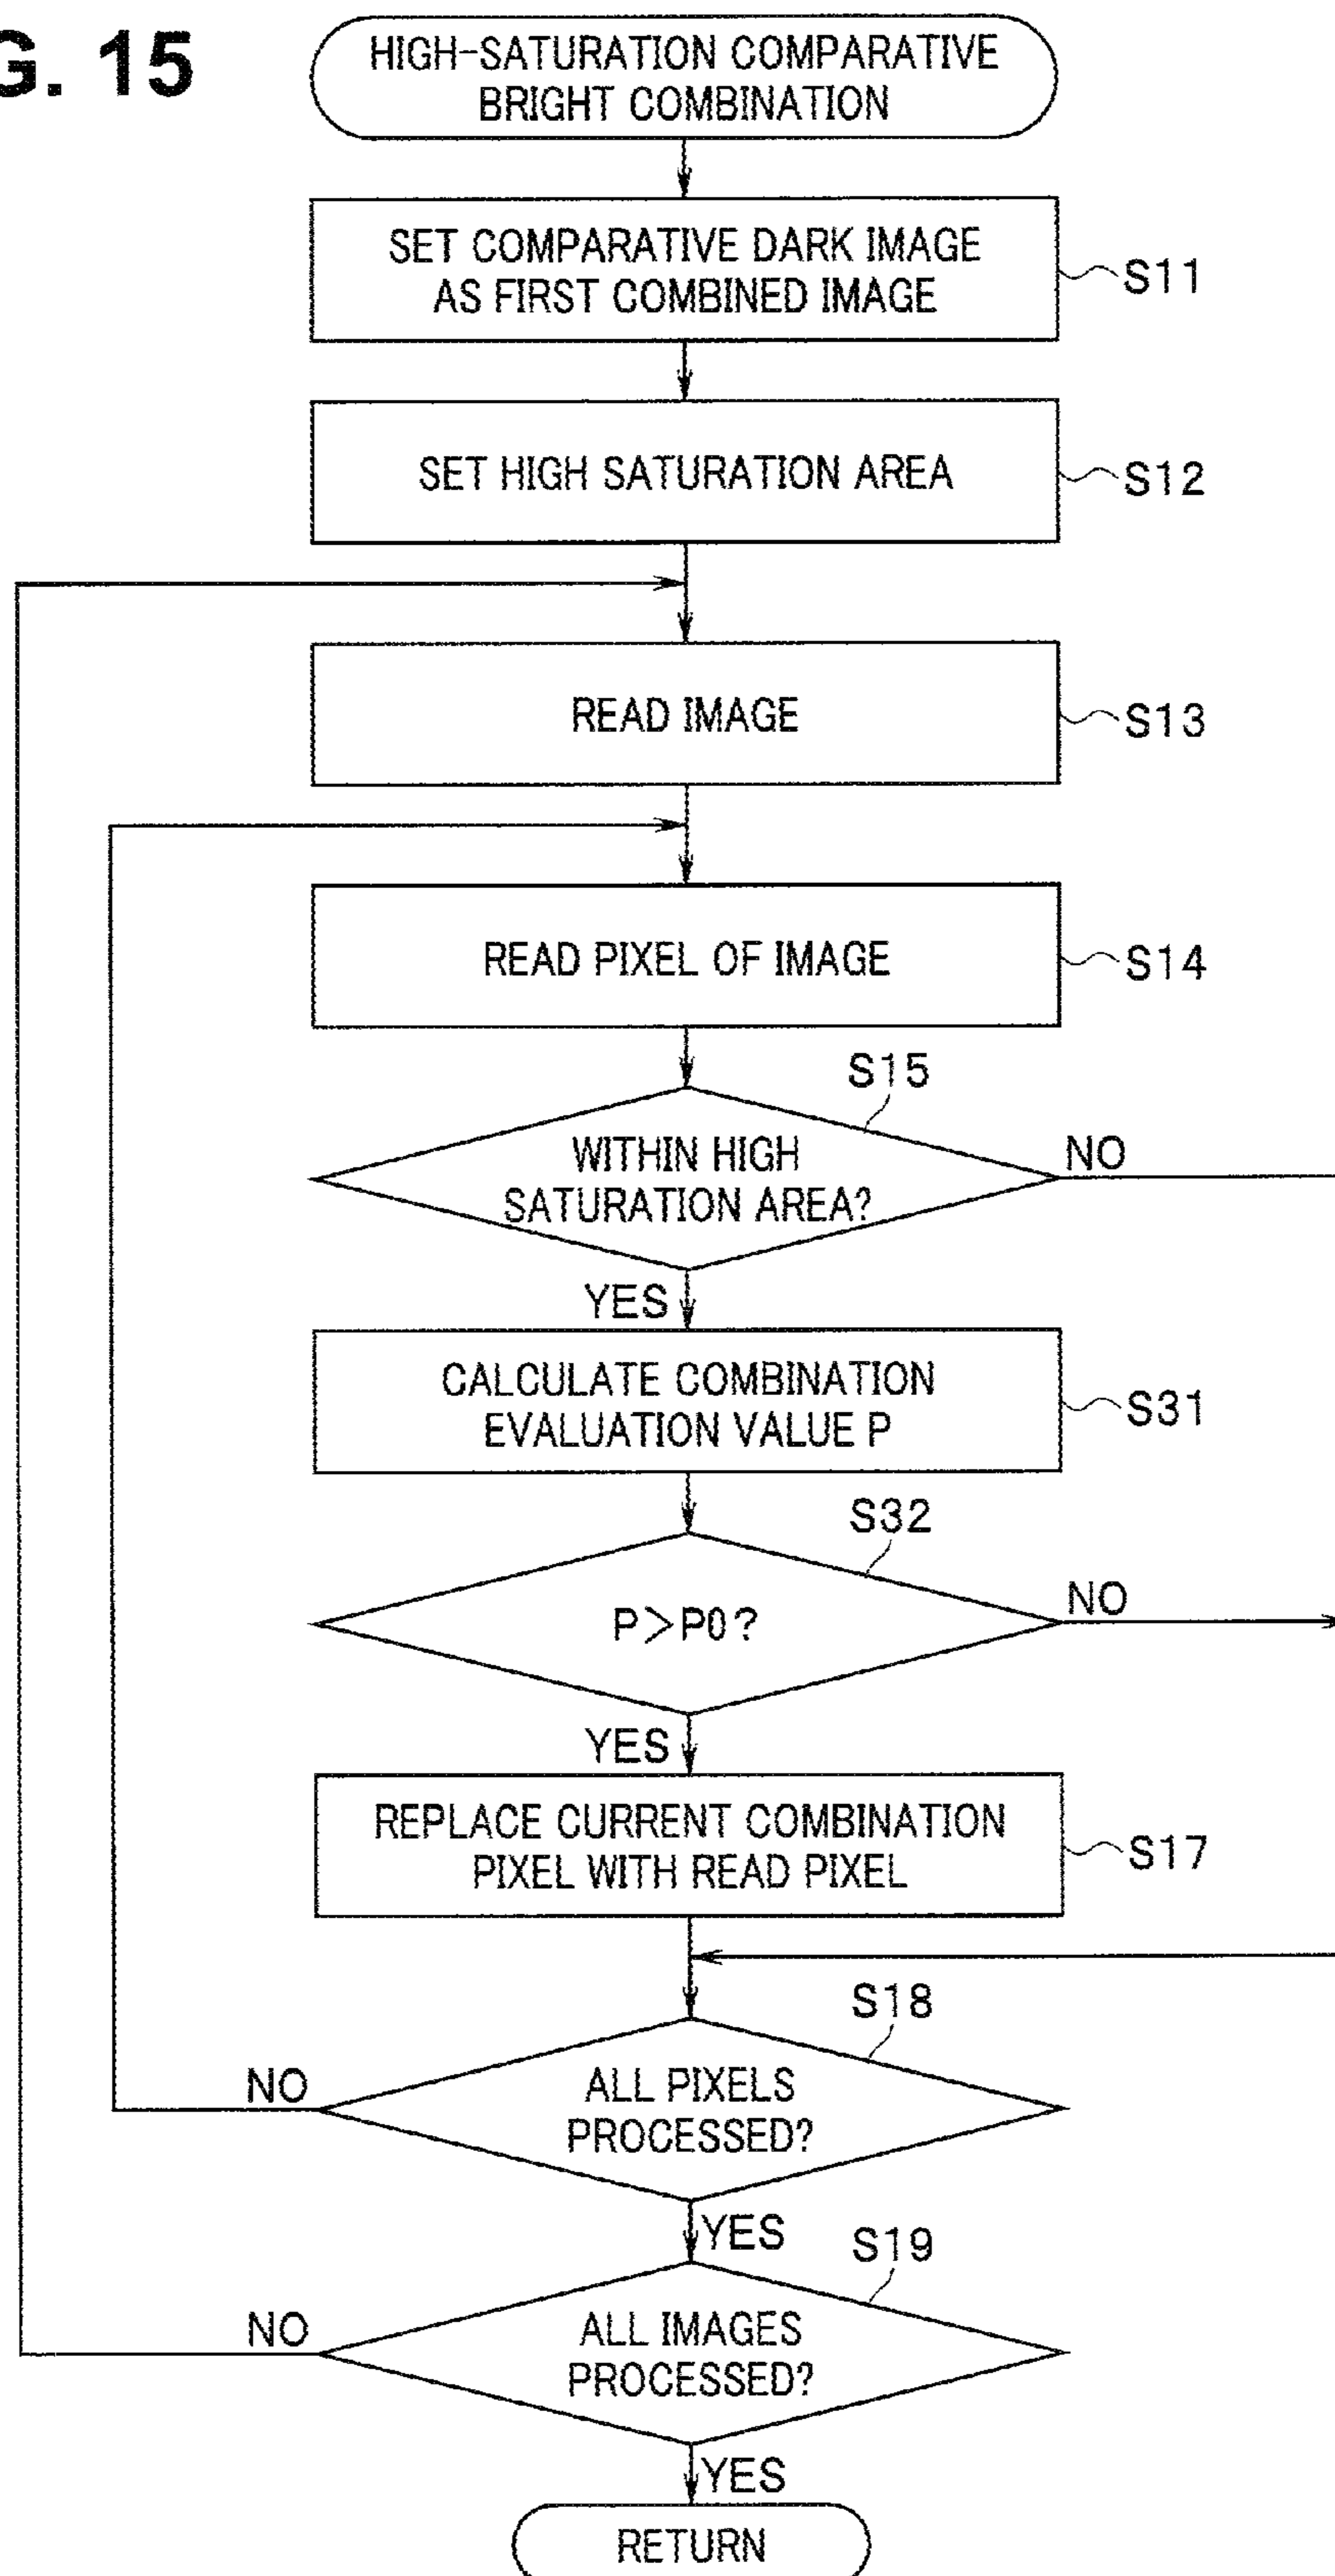 G. 15
HIGH-SATURATION COMPARATIVE
BRIGHT COMBINATION
SET COMPARATIVE DARK IMAGE
AS FIRST COMBINED IMAGE
S11
SET HIGH SATURATION AREA
S12
READ IMAGE
S13
READ PIXEL OF IMAGE
S14
S15
WITHIN HIGH
SATURATION AREA?
NO
YES
CALCULATE COMBINATION
EVALUATION VALUE P
S31
S32
P>P0?
NO
YES
REPLACE CURRENT COMBINATION
PIXEL WITH READ PIXEL
S17
S18
ALL PIXELS
PROCESSED?
NO
YES
S19
ALL IMAGES
PROCESSED?
NO
YES
RETURN